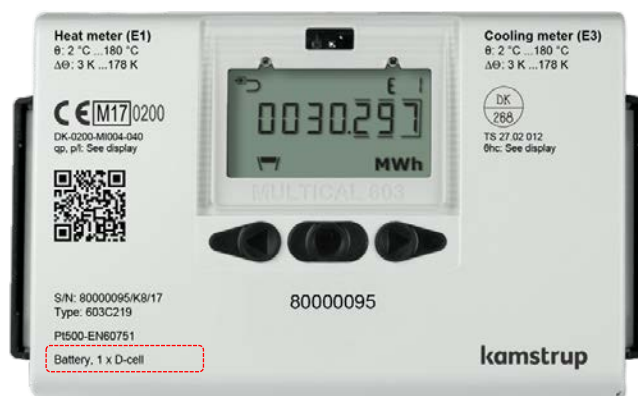 Heat meter (E1)
θ: 2 °C ...180 °C
ΔΘ: 3 K ...178 K
CE M17 0200
DK-0200-MI004-040
qp, p/l: See display
E 1
0030.297
MWh
MULTICAL 603
Cooling meter (E3)
θ: 2 °C ...180 °C
ΔΘ: 3 K ...178 K
DK
268
TS 27.02 012
θhc: See display
S/N: 80000095/K8/17
Type: 603C219
Pt500-EN60751
Battery, 1 x D-cell
80000095
kamstrup